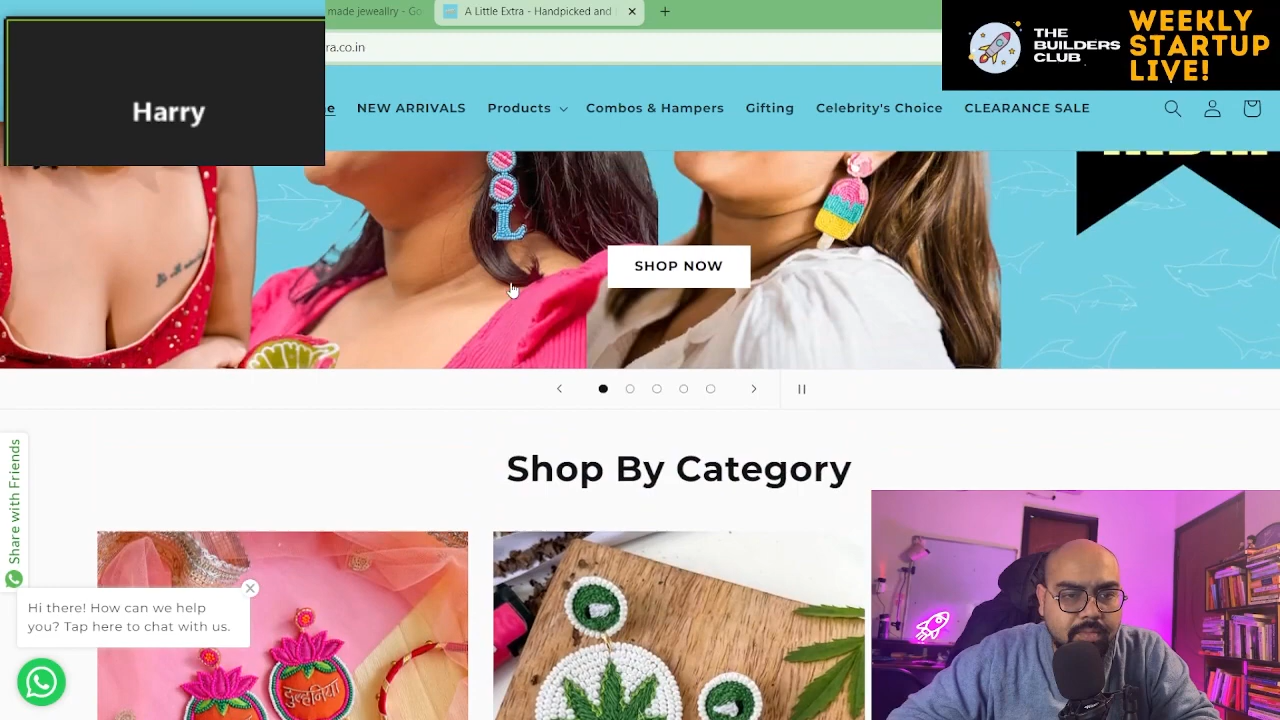 made jeweallry - Go
A Little Extra - Handpicked and
ra.co.in
Harry
THE
BUILDERS
CLUB
WEEKLY
STARTUP
LIVE!
NEW ARRIVALS
Products
Combos & Hampers
Gifting
Celebrity's Choice
CLEARANCE SALE
OOL
SHOP NOW
Shop By Category
Share with Friends
Hi there! How can we help
you? Tap here to chat with us.
दुल्हनिया